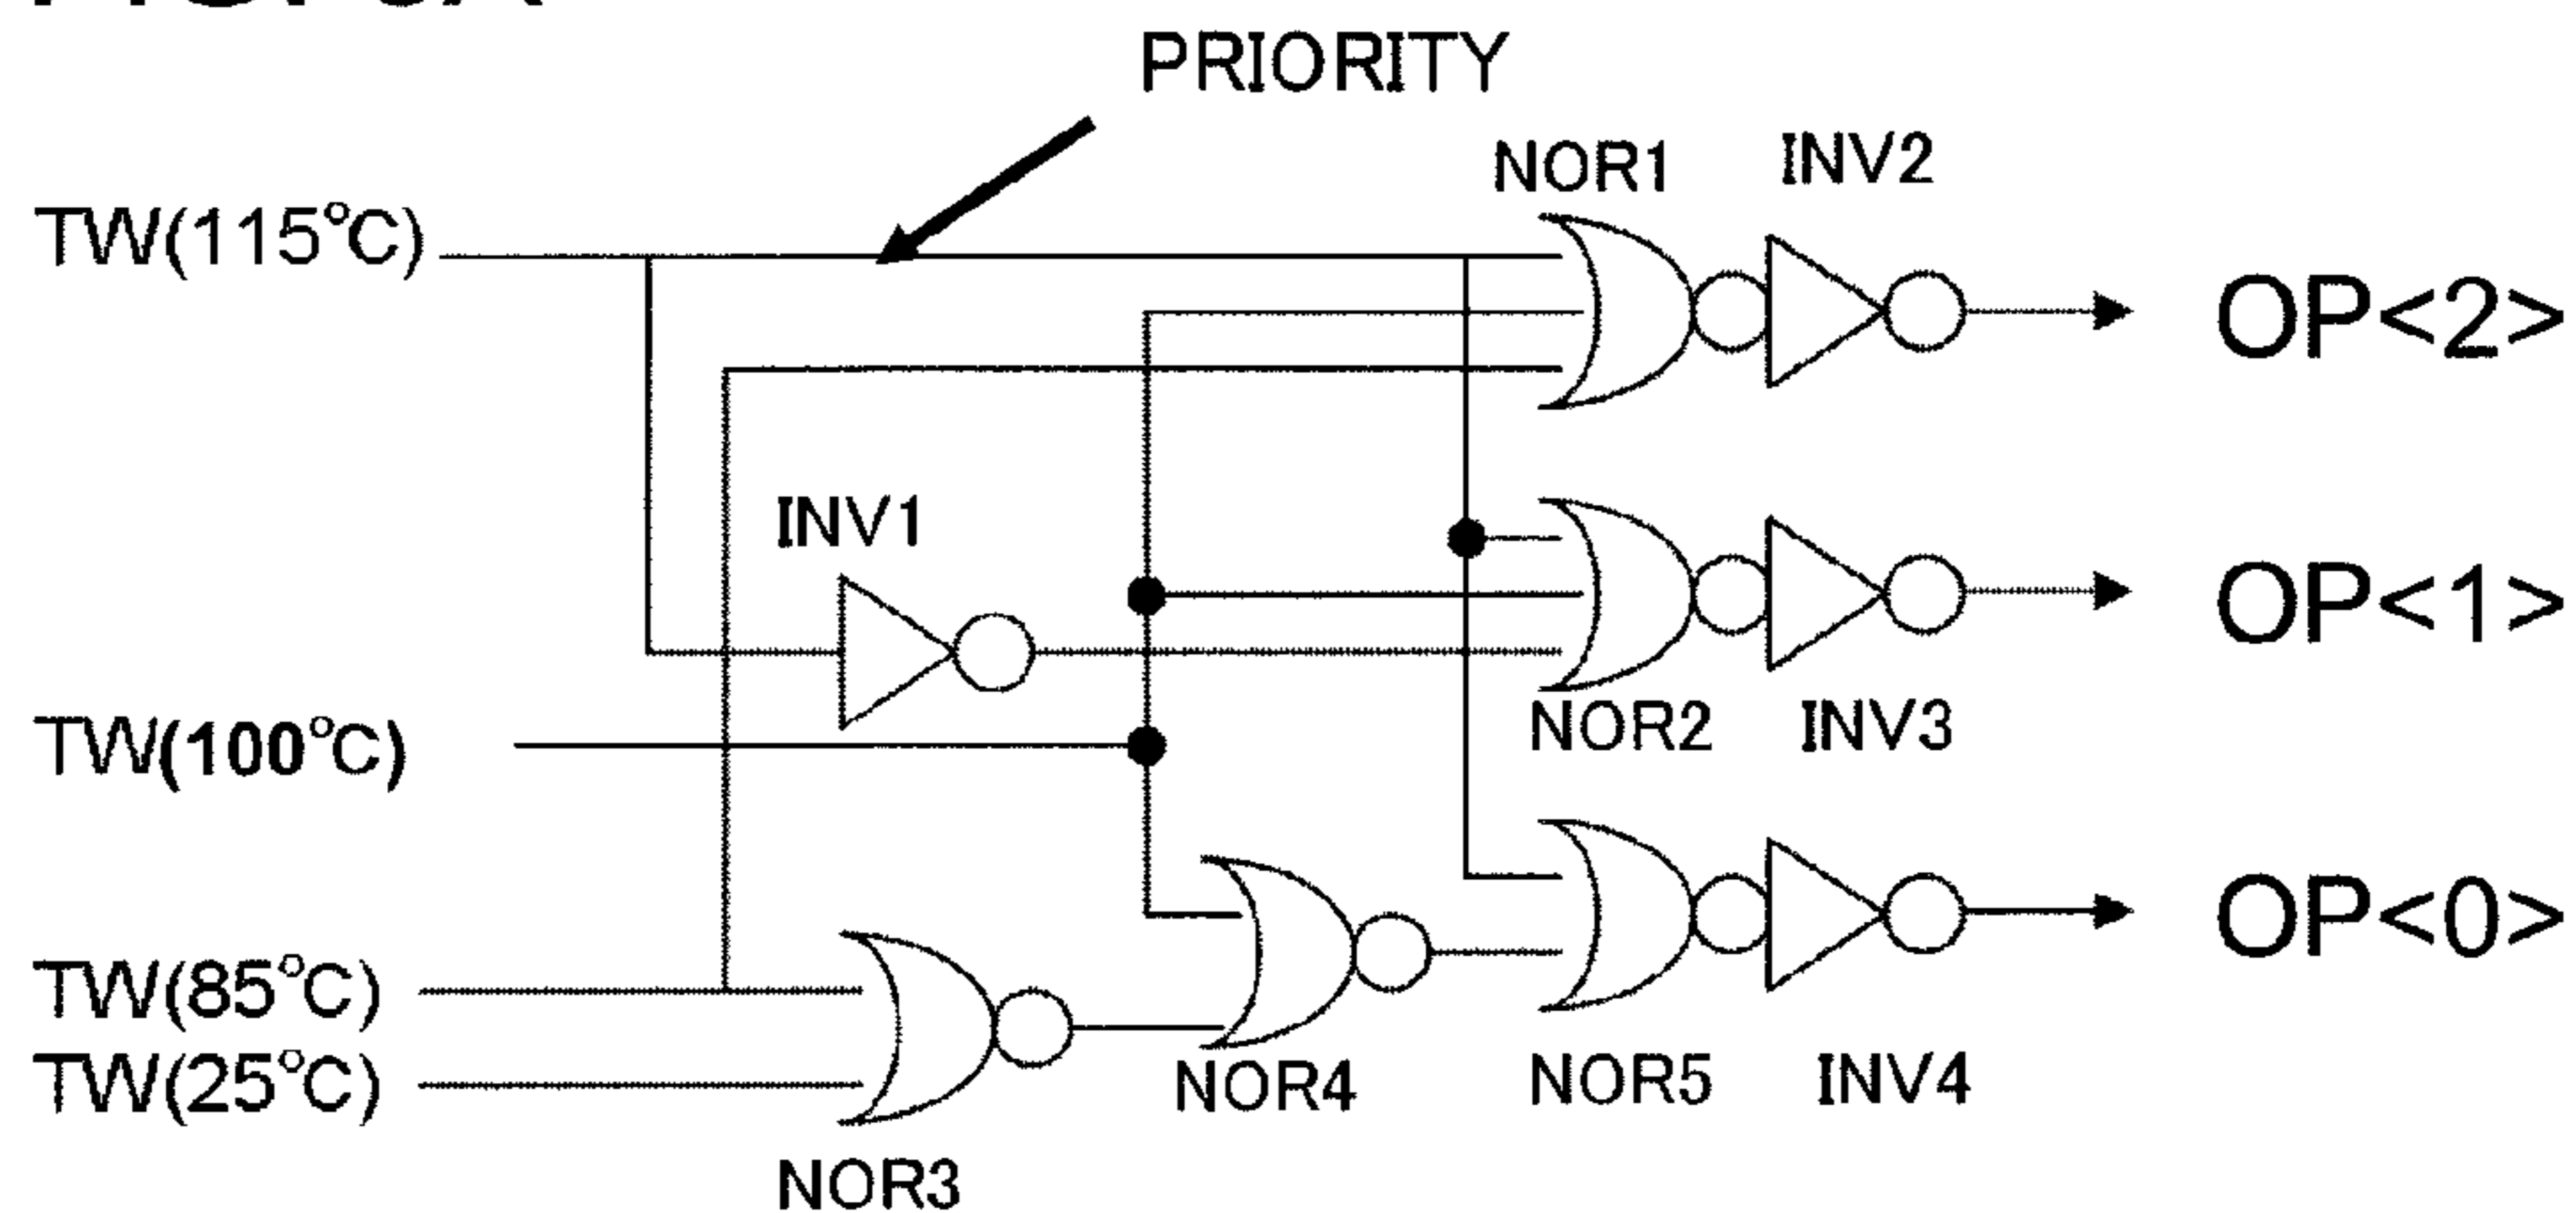 PRIORITY
NOR1
INV2
TW(115°C)
OP<2>
INV1
OP<1>
NOR2
INV3
TW(100°C)
OP<0>
TW(85°C)
TW(25°C)
NOR4
NOR5
INV4
NOR3